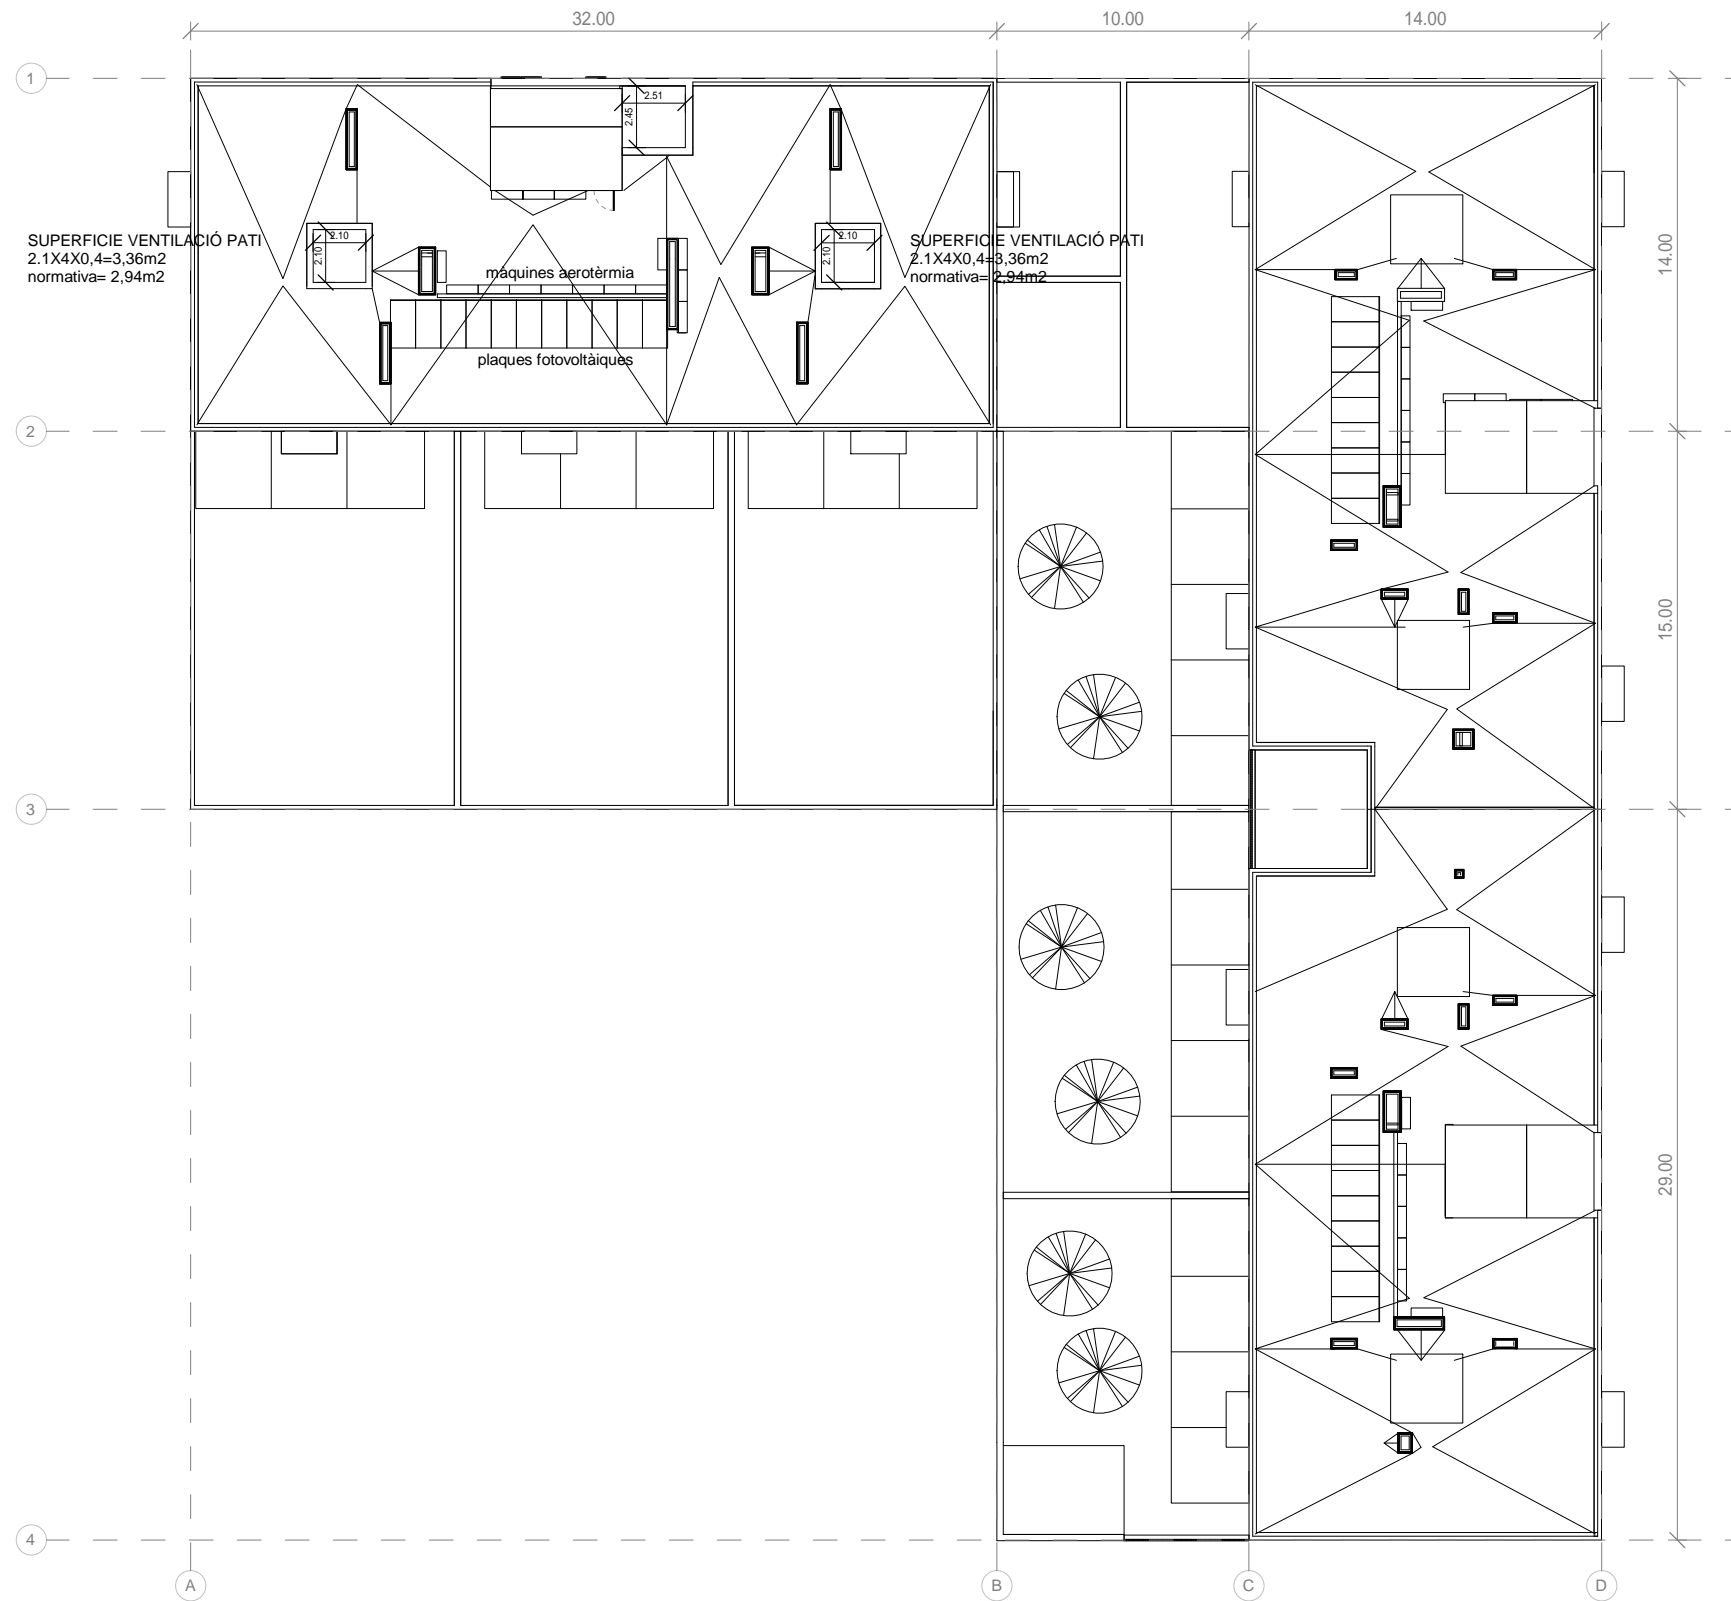 32.00
10.00
14.00
1
2.51
2.45
SUPERFICIE VENTILACIÓ PATI
2.1X4X0,4=3,36m2
normativa= 2,94m2
2.10
2.10
màquines aerotèrmia
plaques fotovoltàiques
2.10
2.10
SUPERFICIE VENTILACIÓ PATI
2.1X4X0,4=3,36m2
normativa= 2,94m2
14.00
2
15.00
3
29.00
4
A
B
C
D